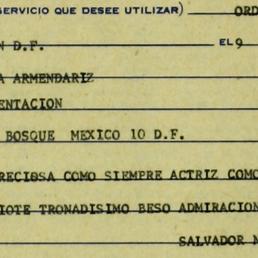 SERVICIO QUE DESEE UTILIZAR) ORD
N D.F. EL 9
A ARMENDARIZ
ENTACION
BOSQUE MEXICO 10 D.F.
RECIOSA COMO SIEMPRE ACTRIZ COMO
IOTE TRONADISIMO BESO ADMIRACION
SALVADOR N